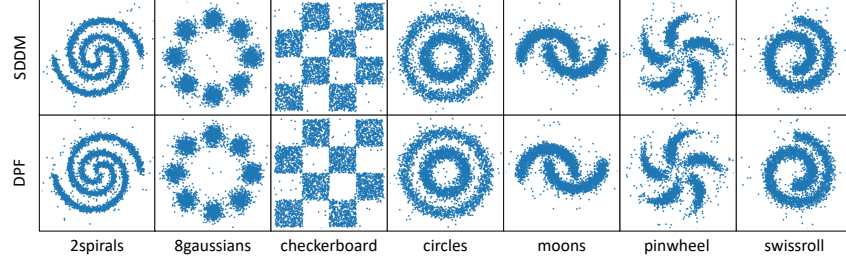 SDDM
DPF
2spirals
8gaussians
checkerboard
circles
moons
pinwheel
swissroll